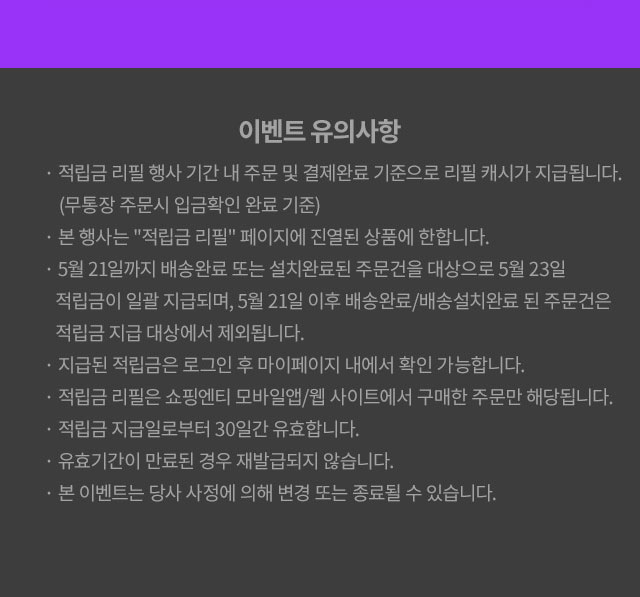 이벤트 유의사항
· 적립금 리필 행사 기간 내 주문 및 결제완료 기준으로 리필 캐시가 지급됩니다.
(무통장 주문시 입금확인 완료 기준)
· 본 행사는 "적립금 리필" 페이지에 진열된 상품에 한합니다.
· 5월 21일까지 배송완료 또는 설치완료된 주문건을 대상으로 5월 23일
적립금이 일괄 지급되며, 5월 21일 이후 배송완료/배송설치완료 된 주문건은
적립금 지급 대상에서 제외됩니다.
· 지급된 적립금은 로그인 후 마이페이지 내에서 확인 가능합니다.
· 적립금 리필은 쇼핑엔티 모바일앱/웹 사이트에서 구매한 주문만 해당됩니다.
· 적립금 지급일로부터 30일간 유효합니다.
· 유효기간이 만료된 경우 재발급되지 않습니다.
· 본 이벤트는 당사 사정에 의해 변경 또는 종료될 수 있습니다.